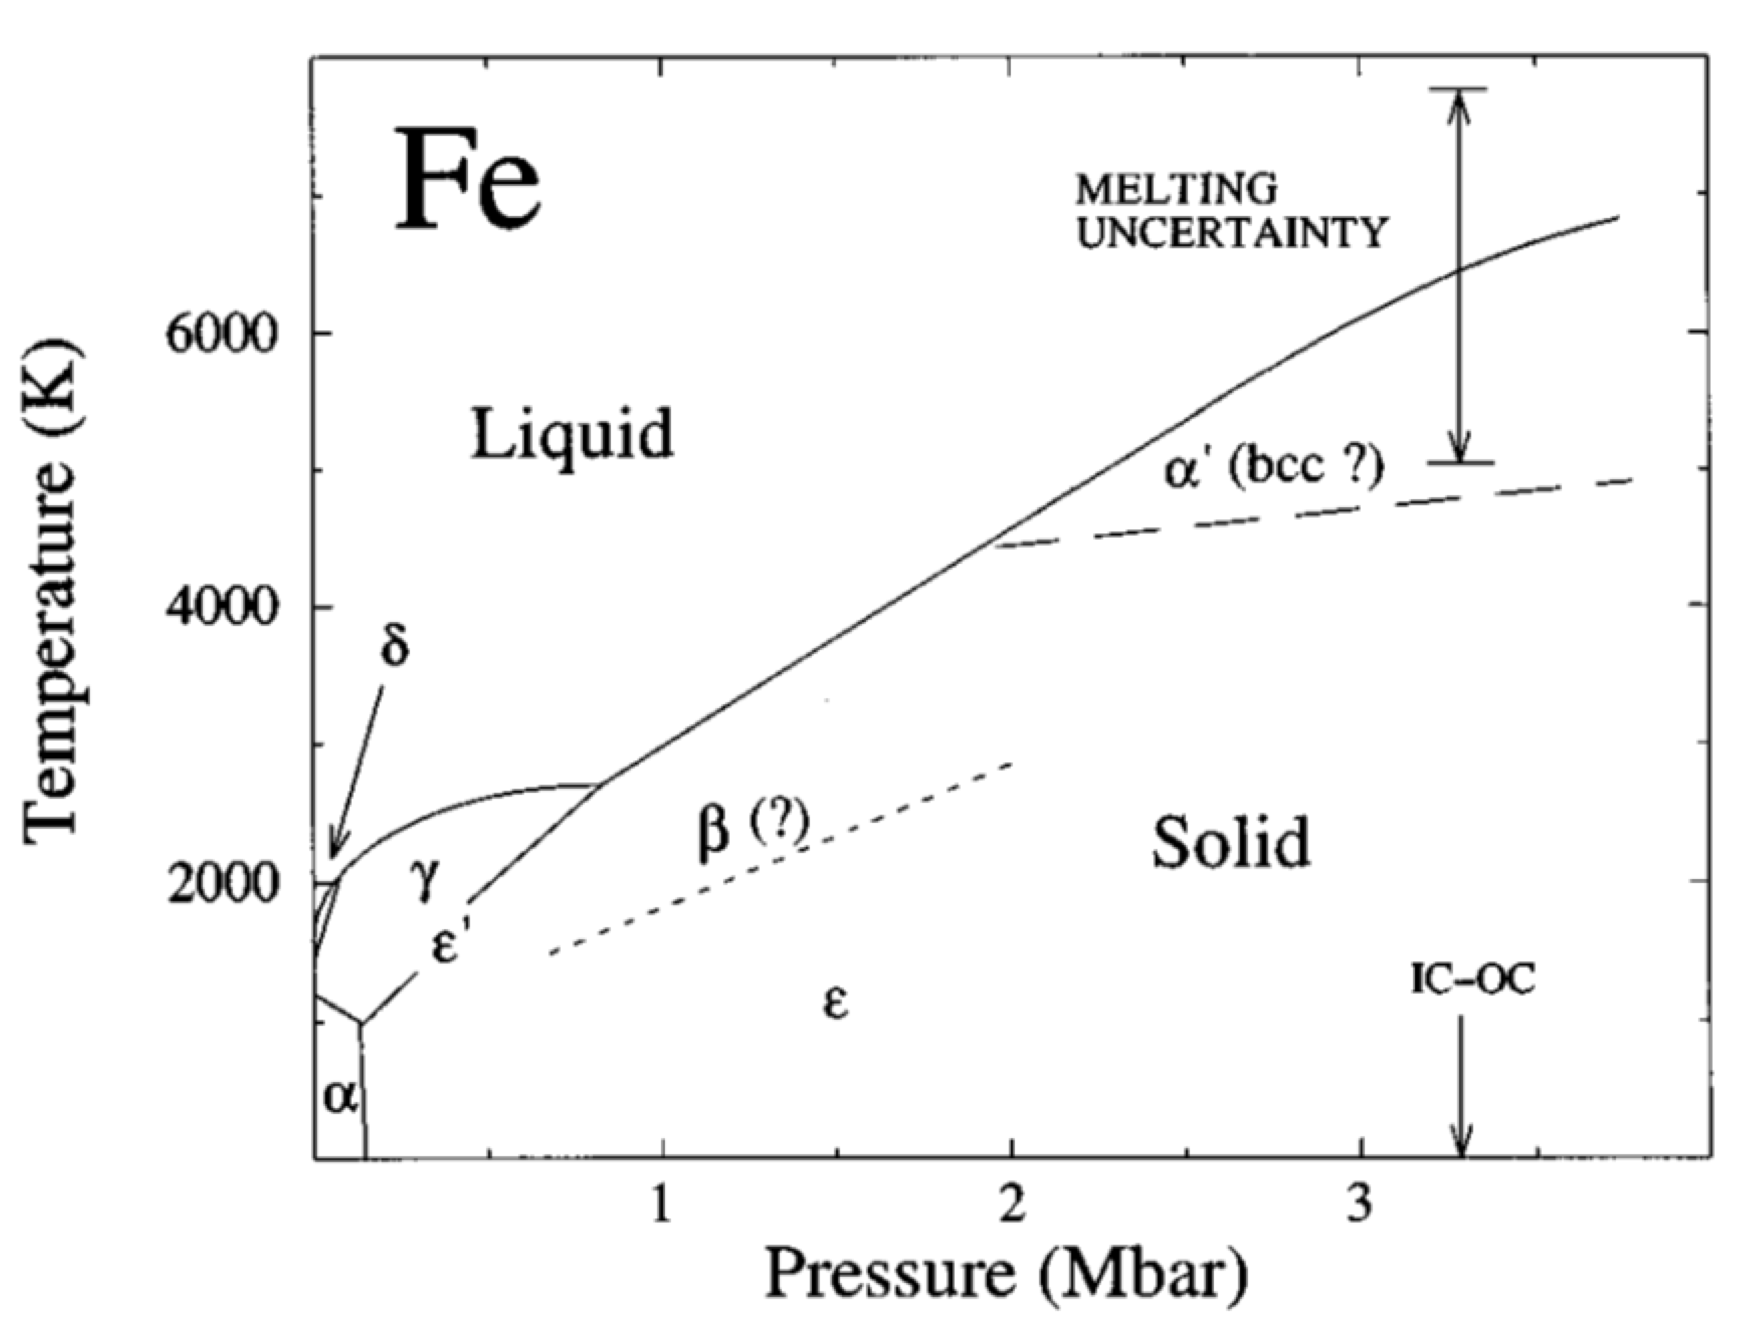 Fe
MELTING
UNCERTAINTY
6000
Liquid
α' (bcc ?)
4000
δ
β (?)
Solid
γ
2000
ε'
IC-OC
ε
α
1
2
3
Temperature (K)
Pressure (Mbar)